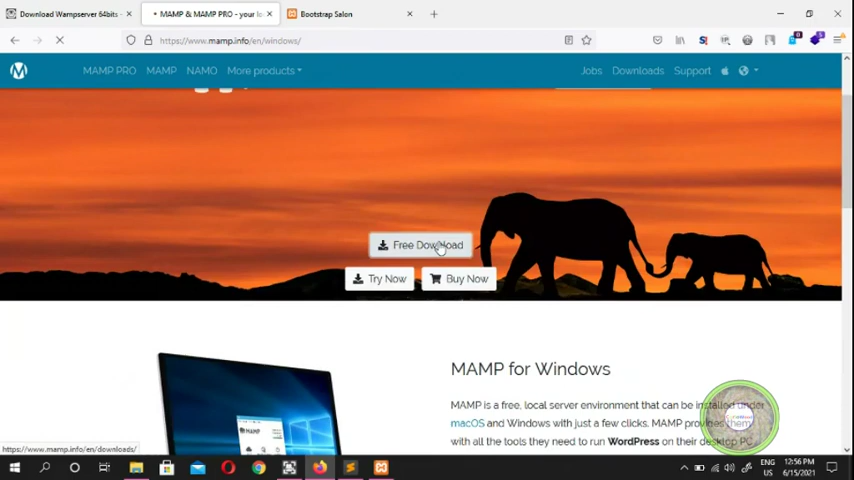 Download Wampserver 64bits -
MAMP & MAMP PRO - your lo
Bootstrap Salon
https://www.mamp.info/en/windows/
MAMP PRO MAMP NAMO More products
Jobs Downloads Support
Free Download
Try Now Buy Now
MAMP for Windows
MAMP is a free, local server environment that can be installed under
macOS and Windows with just a few clicks. MAMP provides them
with all the tools they need to run WordPress on their desktop PC
MAMP
https://www.mamp.info/en/downloads/
ENG 12:56 PM
US 6/15/2021